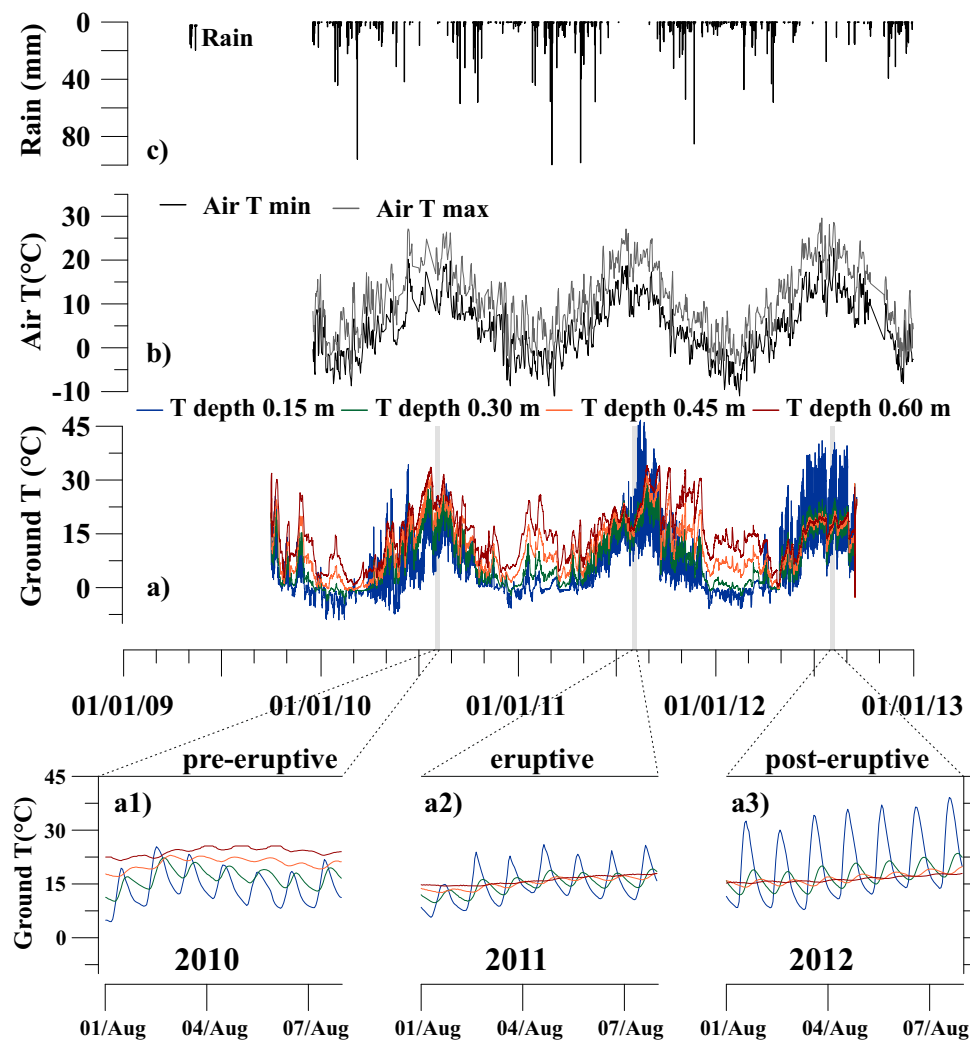 0
Rain
40
80
Rain (mm)
c)
Air T min Air T max
30
20
10
0
-10
Air T(°C)
b)
T depth 0.15 m T depth 0.30 m T depth 0.45 m T depth 0.60 m
45
30
15
0
Ground T (°C)
a)
01/01/09 01/01/10 01/01/11 01/01/12 01/01/13
pre-eruptive eruptive post-eruptive
45
30
15
0
Ground T(°C)
a1) a2) a3)
2010 2011 2012
01/Aug 04/Aug 07/Aug 01/Aug 04/Aug 07/Aug 01/Aug 04/Aug 07/Aug